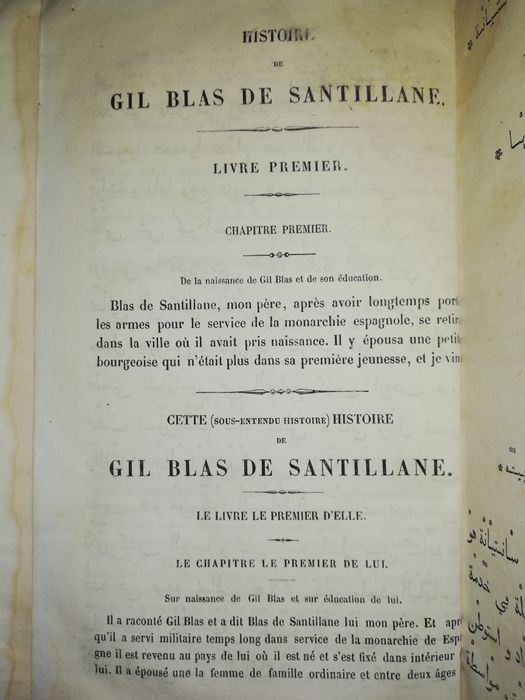 HISTOIRE
DE
GIL BLAS DE SANTILLANE.
LIVRE PREMIER.
CHAPITRE PREMIER.
De la naissance de Gil Blas et de son éducation.
Blas de Santillane, mon père, après avoir longtemps
les armes pour le service de la monarchie espagnole, se
dans la ville où il avait pris naissance. Il y épousa une
bourgeoise qui n'était plus dans sa première jeunesse, et je
CETTE (SOUS-ENTENDU HISTOIRE) HISTOIRE
DE
GIL BLAS DE SANTILLANE.
LE LIVRE LE PREMIER D'ELLE.
LE CHAPITRE LE PREMIER DE LUI.
Sur naissance de Gil Blas et sur éducation de lui.
Il a raconté Gil Blas et a dit Blas de Santillane lui mon père. Et
qu'il a servi militaire temps long dans service de la monarchie de
gne il est revenu au pays de lui où il est né et s'est fixé dans intérieur
lui. Il a épousé une la femme de famille ordinaire et entre deux âges